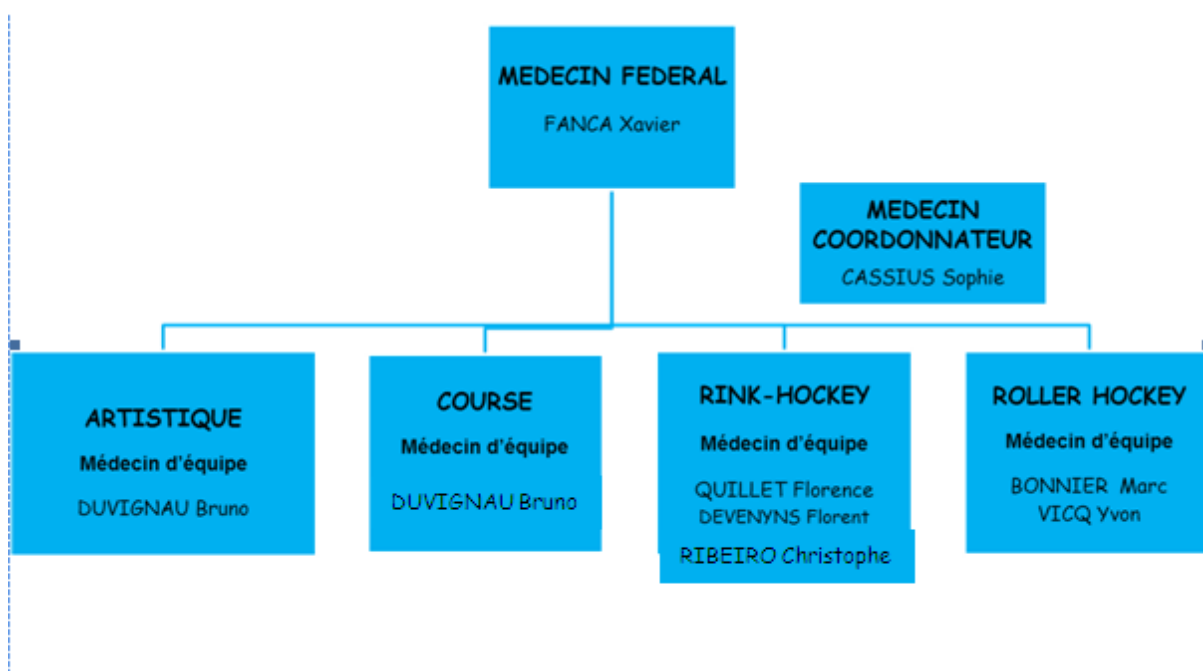 MEDECIN FEDERAL
FANCA Xavier
MEDECIN
COORDONNATEUR
CASSIUS Sophie
ARTISTIQUE
Médecin d'équipe
DUVIGNAU Bruno
COURSE
Médecin d'équipe
DUVIGNAU Bruno
RINK-HOCKEY
Médecin d'équipe
QUILLET Florence
DEVENYNS Florent
RIBEIRO Christophe
ROLLER HOCKEY
Médecin d'équipe
BONNIER Marc
VICQ Yvon